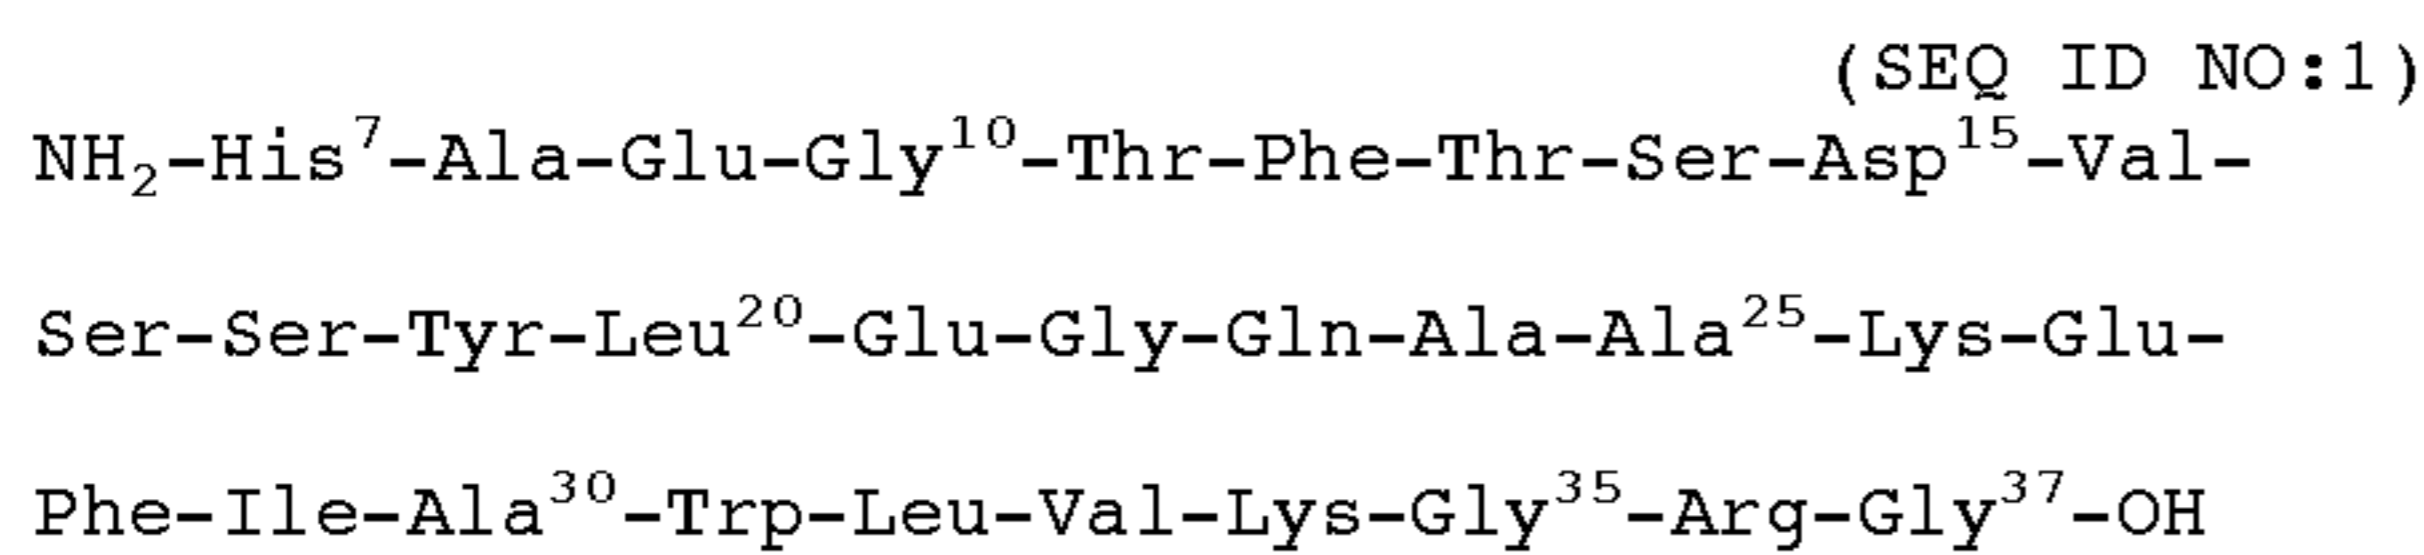 (SEQ ID NO:1)
NH₂-His⁷-Ala-Glu-Gly¹⁰-Thr-Phe-Thr-Ser-Asp¹⁵-Val-
Ser-Ser-Tyr-Leu²⁰-Glu-Gly-Gln-Ala-Ala²⁵-Lys-Glu-
Phe-Ile-Ala³⁰-Trp-Leu-Val-Lys-Gly³⁵-Arg-Gly³⁷-OH